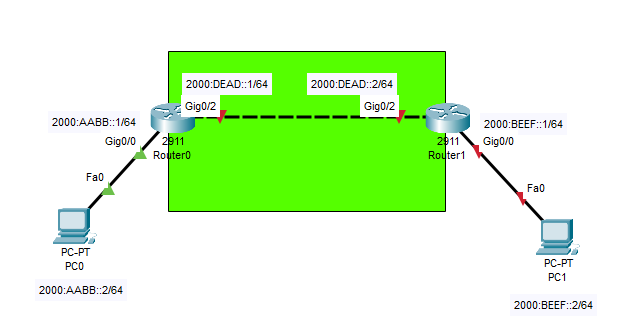 2000:DEAD::1/64
2000:DEAD::2/64
Gig0/2
Gig0/2
2000:AABB::1/64
2000:BEEF::1/64
Gig0/0
2911
Router0
2911
Router1
Gig0/0
Fa0
Fa0
PC-PT
PC0
PC-PT
PC1
2000:AABB::2/64
2000:BEEF::2/64